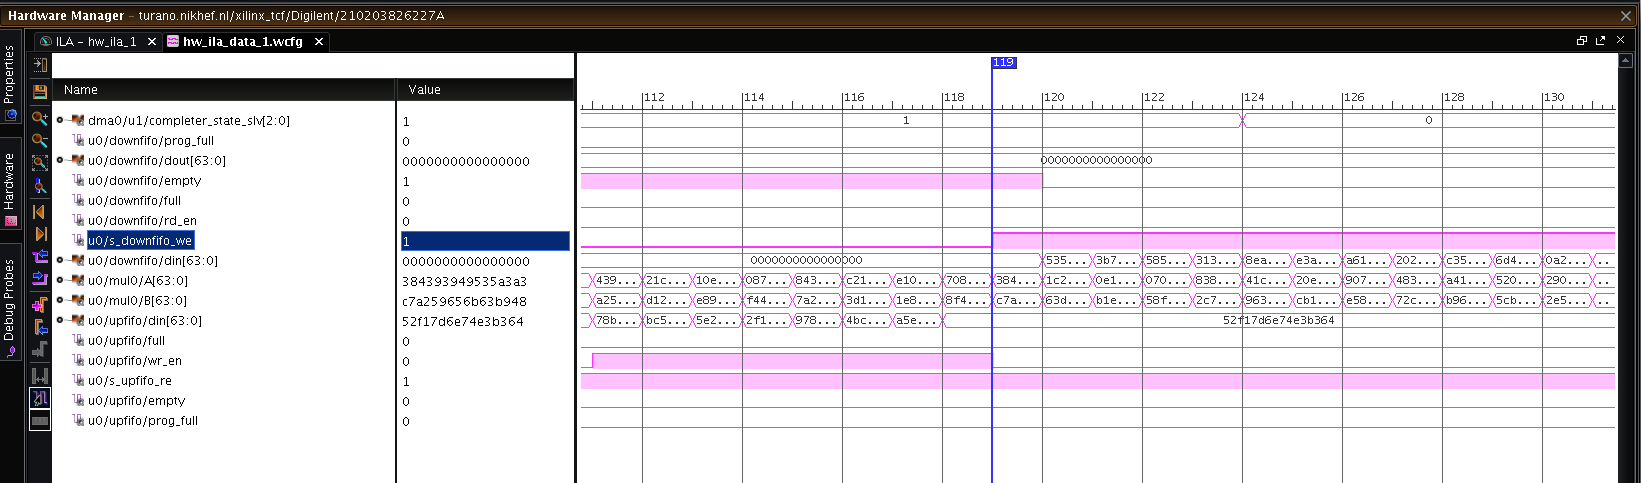 Hardware Manager - turano.nikhef.nl/xilinx_tcf/Digilent/210203826227A
ILA - hw_ila_1
hw_ila_data_1.wcfg
Properties
Hardware
Debug Probes
119
Name Value
112 114 116 118 120 122 124 126 128 130
dma0/u1/completer_state_slv[2:0] 1 1 0
u0/downfifo/prog_full 0
u0/downfifo/dout[63:0] 0000000000000000 0000000000000000
u0/downfifo/empty 1
u0/downfifo/full 0
u0/downfifo/rd_en 0
u0/s_downfifo_we 1
u0/downfifo/din[63:0] 0000000000000000 0000000000000000 535... 3b7... 585... 313... 8ea... e3a... a61... 202... c35... 6d4... 0a2...
u0/mul0/A[63:0] 384393949535a3a3 439... 21c... 10e... 087... 843... c21... e10... 708... 384... 1c2... 0e1... 070... 838... 41c... 20e... 907... 483... a41... 520... 290... ...
u0/mul0/B[63:0] c7a259656b63b948 a25... d12... e89... f44... 7a2... 3d1... 1e8... 8f4... c7a... 63d... b1e... 58f... 2c7... 963... cb1... e58... 72c... b96... 5cb... 2e5... ...
u0/upfifo/din[63:0] 52f17d6e74e3b364 78b... bc5... 5e2... 2f1... 978... 4bc... a5e... 52f17d6e74e3b364
u0/upfifo/full 0
u0/upfifo/wr_en 0
u0/s_upfifo_re 1
u0/upfifo/empty 0
u0/upfifo/prog_full 0